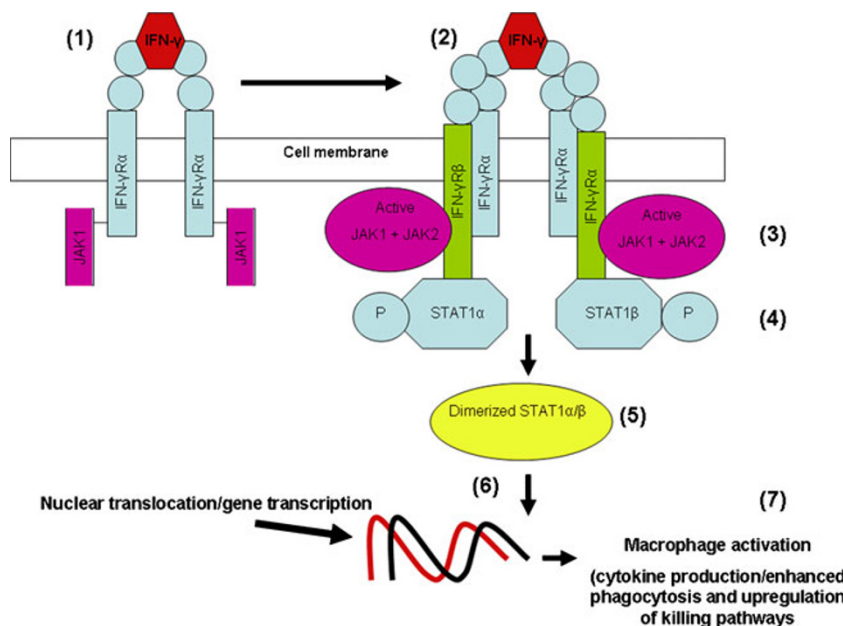 (1)
IFN-γ
(2)
IFN-γ
Cell membrane
IFN-γRα
IFN-γRα
IFN-γRβ
IFN-γRα
IFN-γRα
IFN-γRα
JAK1
JAK1
Active
JAK1 + JAK2
Active
JAK1 + JAK2
(3)
P
STAT1α
STAT1β
P
(4)
Dimerized STAT1α/β
(5)
(6)
Nuclear translocation/gene transcription
(7)
Macrophage activation
(cytokine production/enhanced
phagocytosis and upregulation
of killing pathways